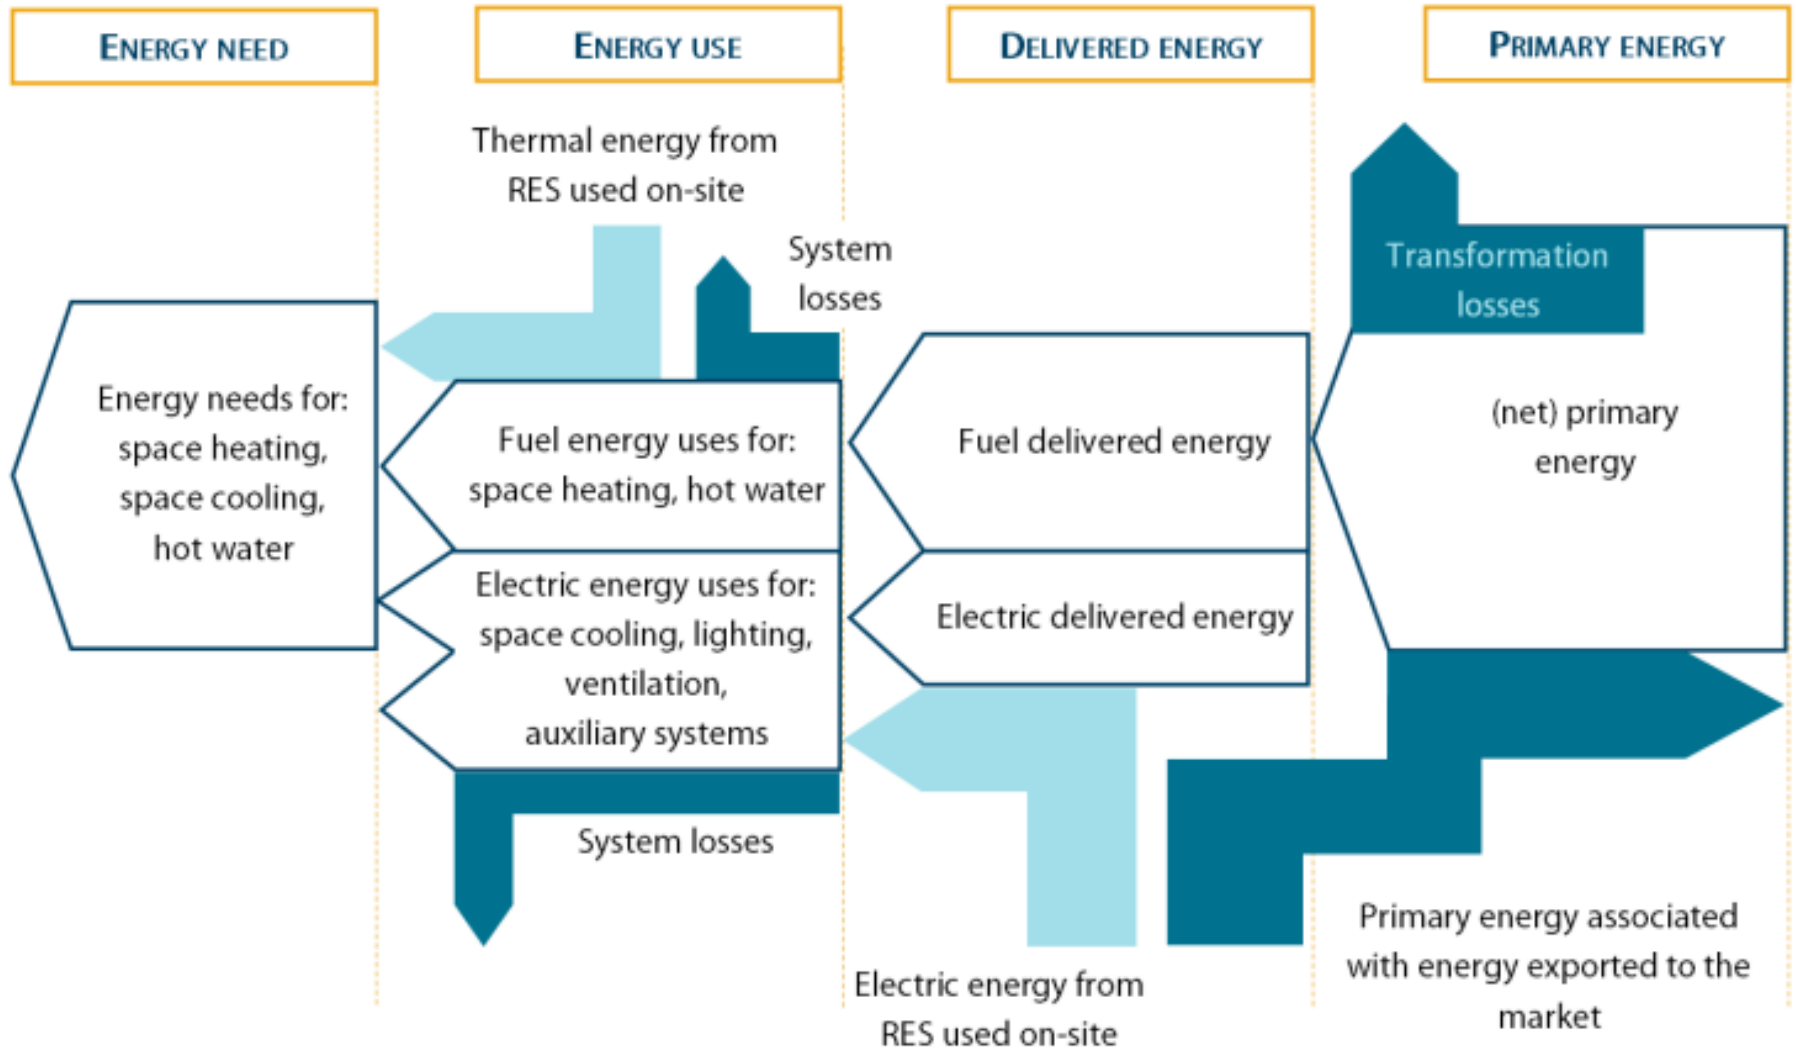 ENERGY NEED
ENERGY USE
DELIVERED ENERGY
PRIMARY ENERGY
Thermal energy from
RES used on-site
System
losses
Transformation
losses
Energy needs for:
space heating,
space cooling,
hot water
Fuel energy uses for:
space heating, hot water
Fuel delivered energy
(net) primary
energy
Electric energy uses for:
space cooling, lighting,
ventilation,
auxiliary systems
Electric delivered energy
System losses
Electric energy from
RES used on-site
Primary energy associated
with energy exported to the
market